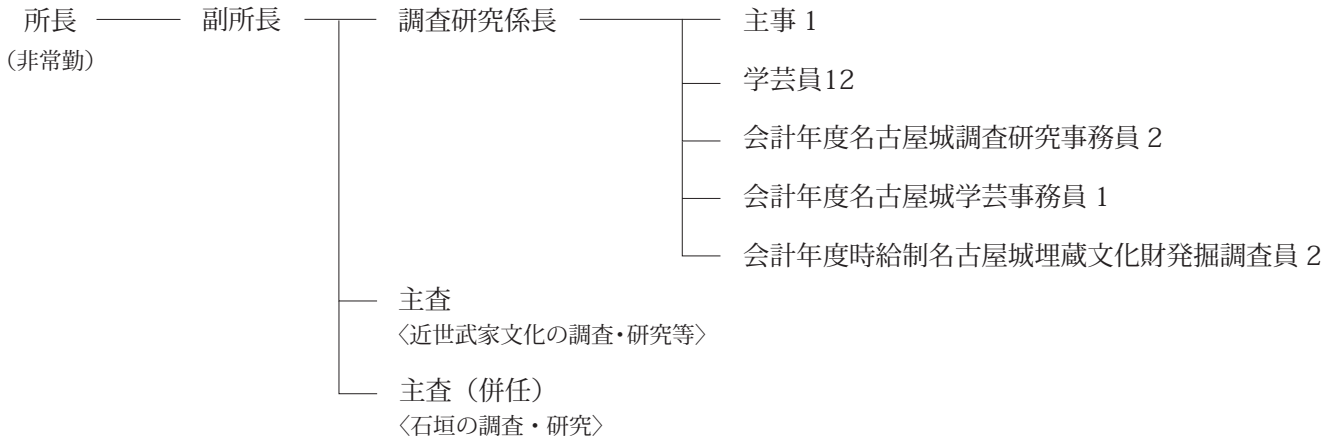 所長
(非常勤)
副所長
調査研究係長
主事 1
学芸員12
会計年度名古屋城調査研究事務員 2
会計年度名古屋城学芸事務員 1
会計年度時給制名古屋城埋蔵文化財発掘調査員 2
主査
〈近世武家文化の調査・研究等〉
主査（併任）
〈石垣の調査・研究〉